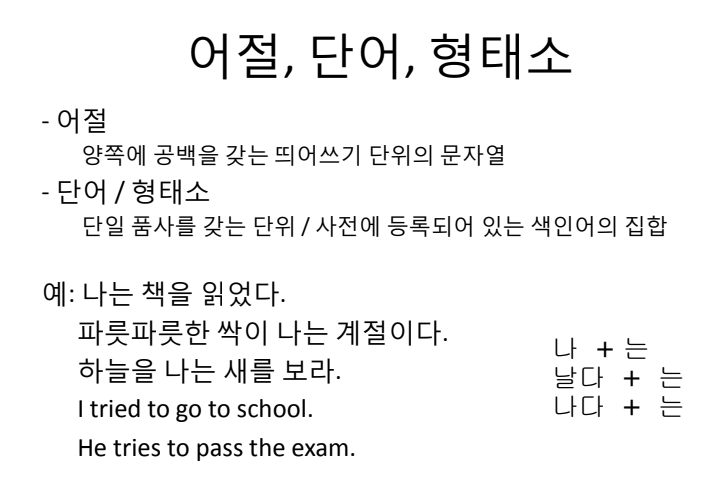 어절, 단어, 형태소
- 어절
양쪽에 공백을 갖는 띄어쓰기 단위의 문자열
- 단어 / 형태소
단일 품사를 갖는 단위 / 사전에 등록되어 있는 색인어의 집합
예: 나는 책을 읽었다.
파릇파릇한 싹이 나는 계절이다.
하늘을 나는 새를 보라.
I tried to go to school.
He tries to pass the exam.
나 + 는
날다 + 는
나다 + 는